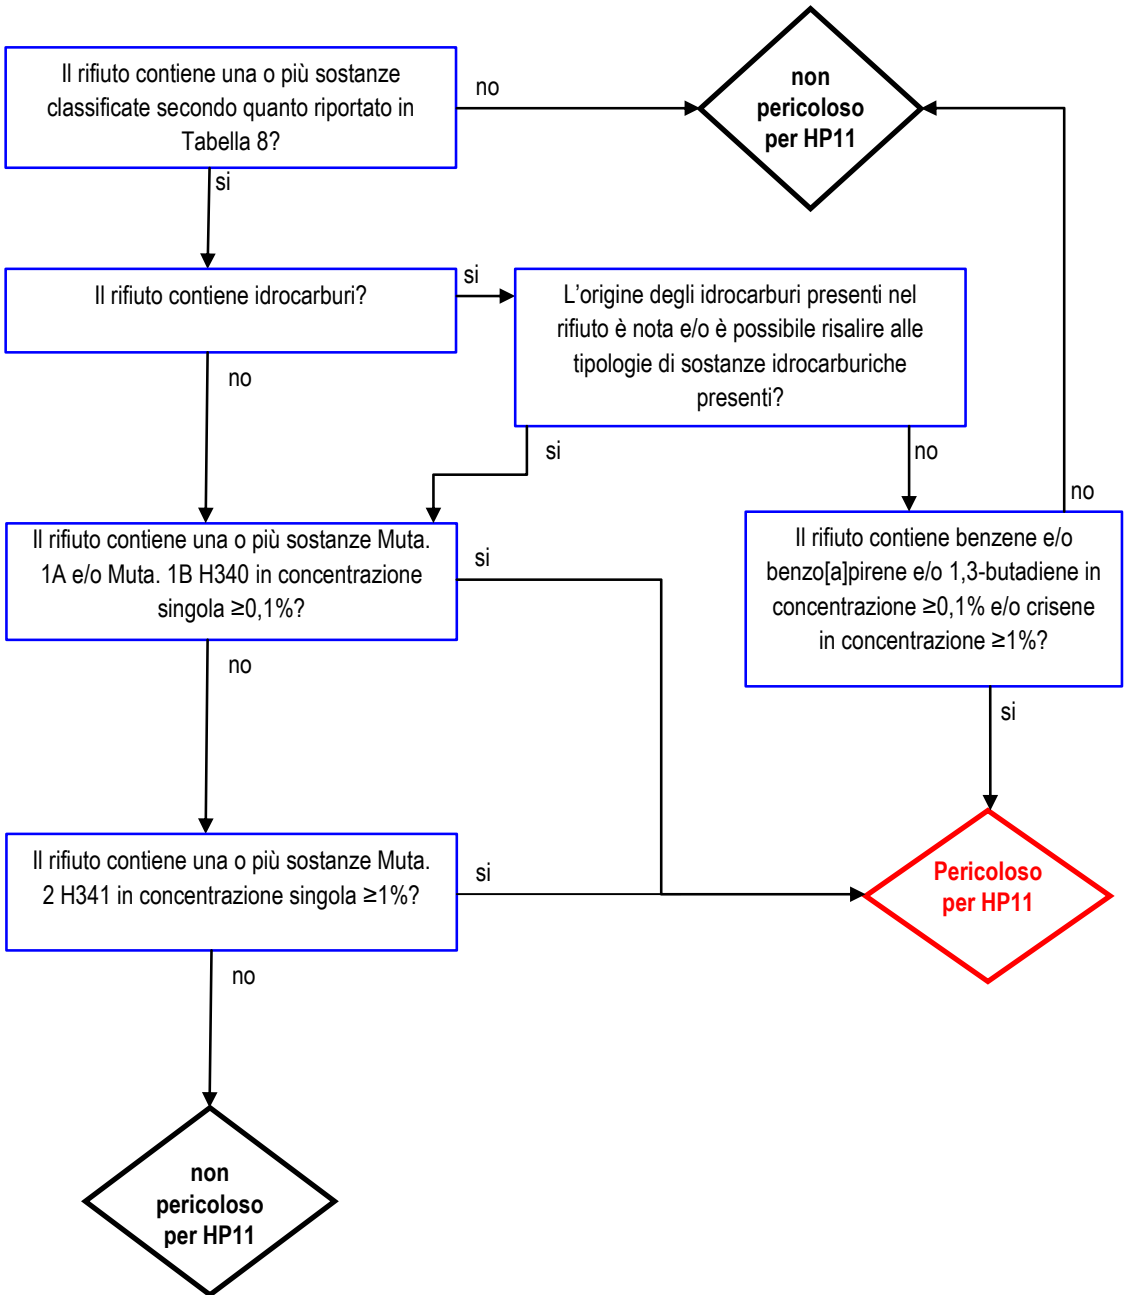 Il rifiuto contiene una o più sostanze
classificate secondo quanto riportato in
Tabella 8?
no
non
pericoloso
per HP11
si
Il rifiuto contiene idrocarburi?
si
L'origine degli idrocarburi presenti nel
rifiuto è nota e/o è possibile risalire alle
tipologie di sostanze idrocarburiche
presenti?
no
si
no
no
Il rifiuto contiene una o più sostanze Muta.
1A e/o Muta. 1B H340 in concentrazione
singola ≥0,1%?
si
Il rifiuto contiene benzene e/o
benzo[a]pirene e/o 1,3-butadiene in
concentrazione ≥0,1% e/o crisene
in concentrazione ≥1%?
no
si
Il rifiuto contiene una o più sostanze Muta.
2 H341 in concentrazione singola ≥1%?
si
Pericoloso
per HP11
no
non
pericoloso
per HP11